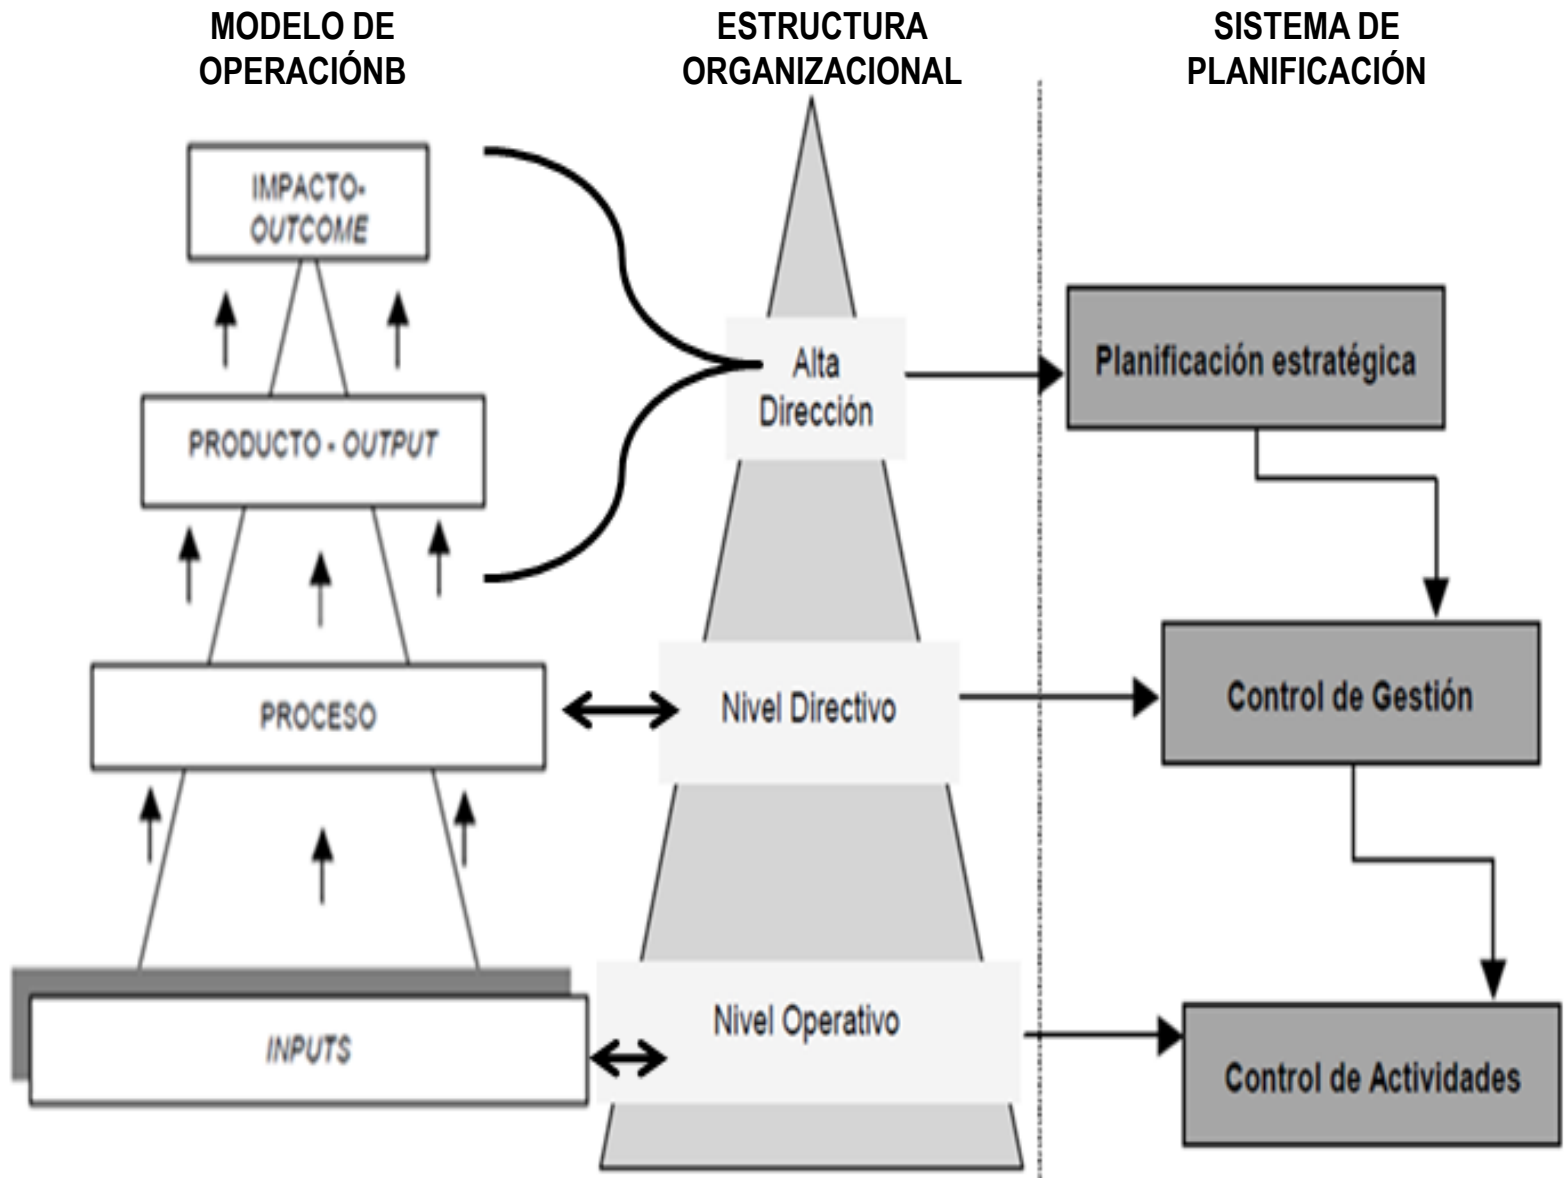 MODELO DE
OPERACIÓNB
ESTRUCTURA
ORGANIZACIONAL
SISTEMA DE
PLANIFICACIÓN
IMPACTO-
OUTCOME
PRODUCTO - OUTPUT
PROCESO
INPUTS
Alta
Dirección
Nivel Directivo
Nivel Operativo
Planificación estratégica
Control de Gestión
Control de Actividades